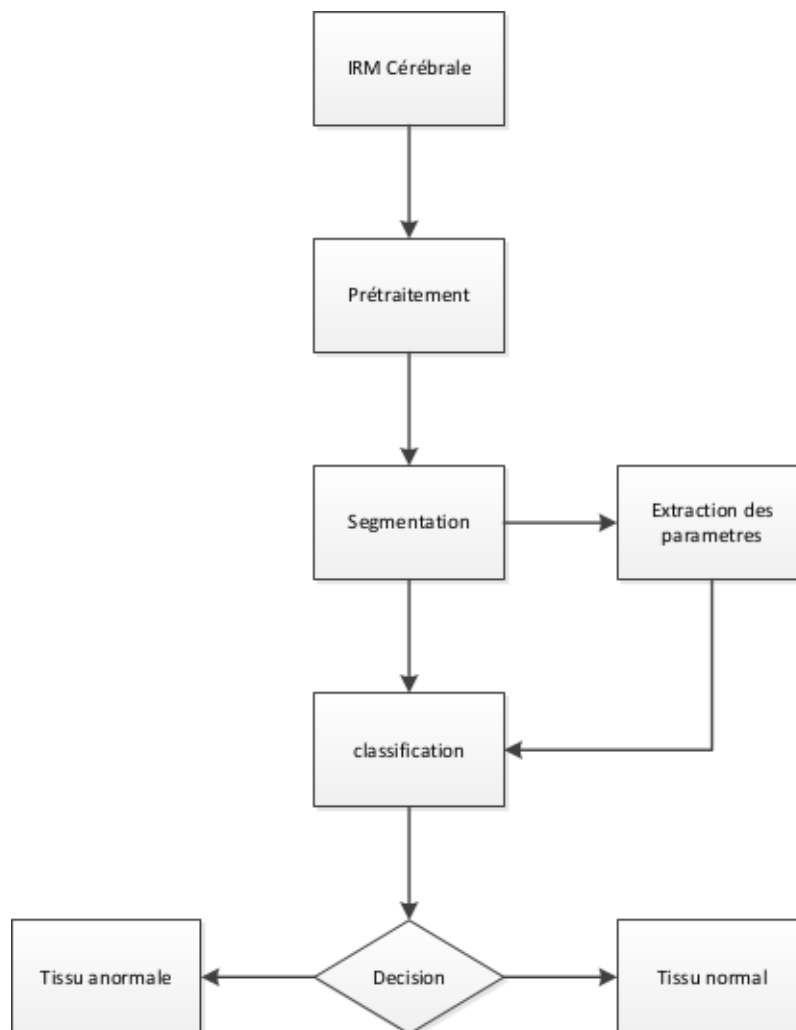 IRM Cérébrale
Prétraitement
Segmentation
Extraction des
parametres
classification
Tissu anormale
Decision
Tissu normal